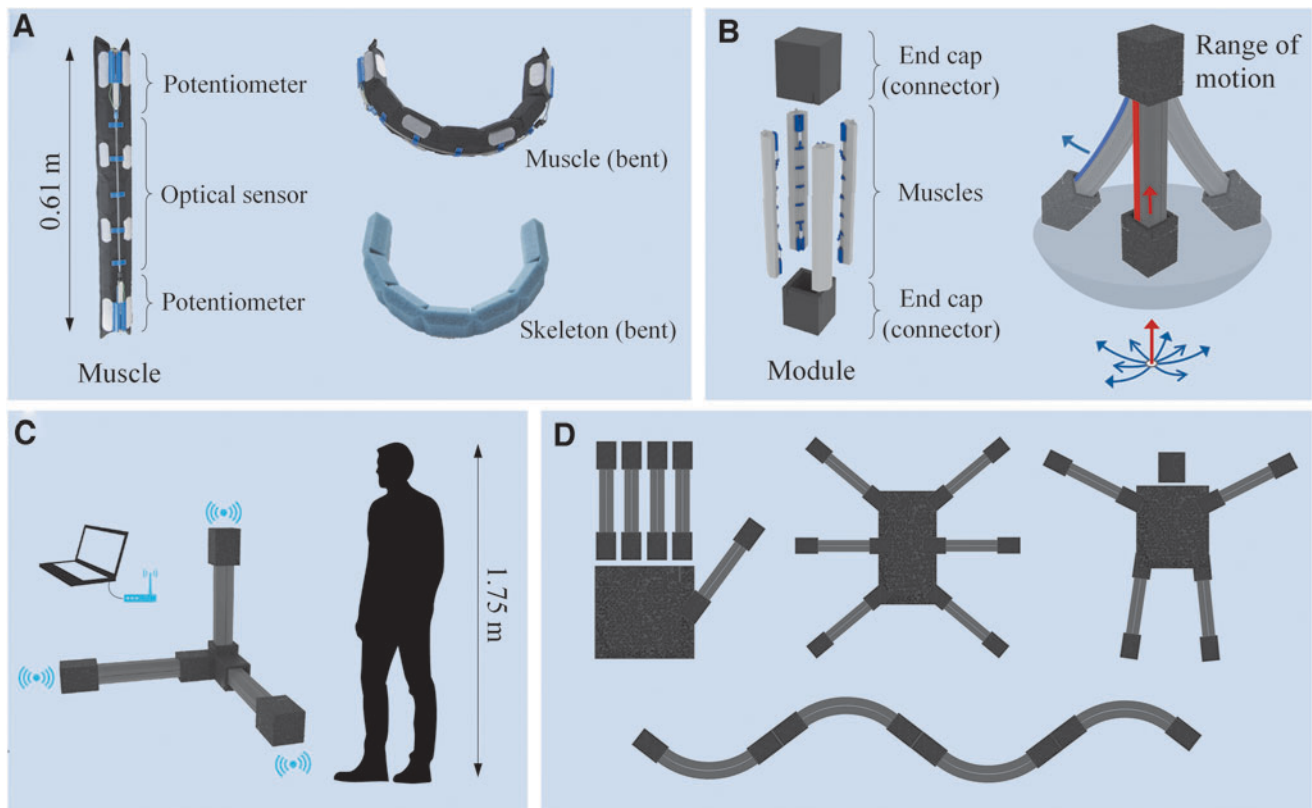 A
0.61 m
Potentiometer
Optical sensor
Potentiometer
Muscle
Muscle (bent)
Skeleton (bent)
B
End cap
(connector)
Muscles
End cap
(connector)
Module
Range of
motion
C
1.75 m
D